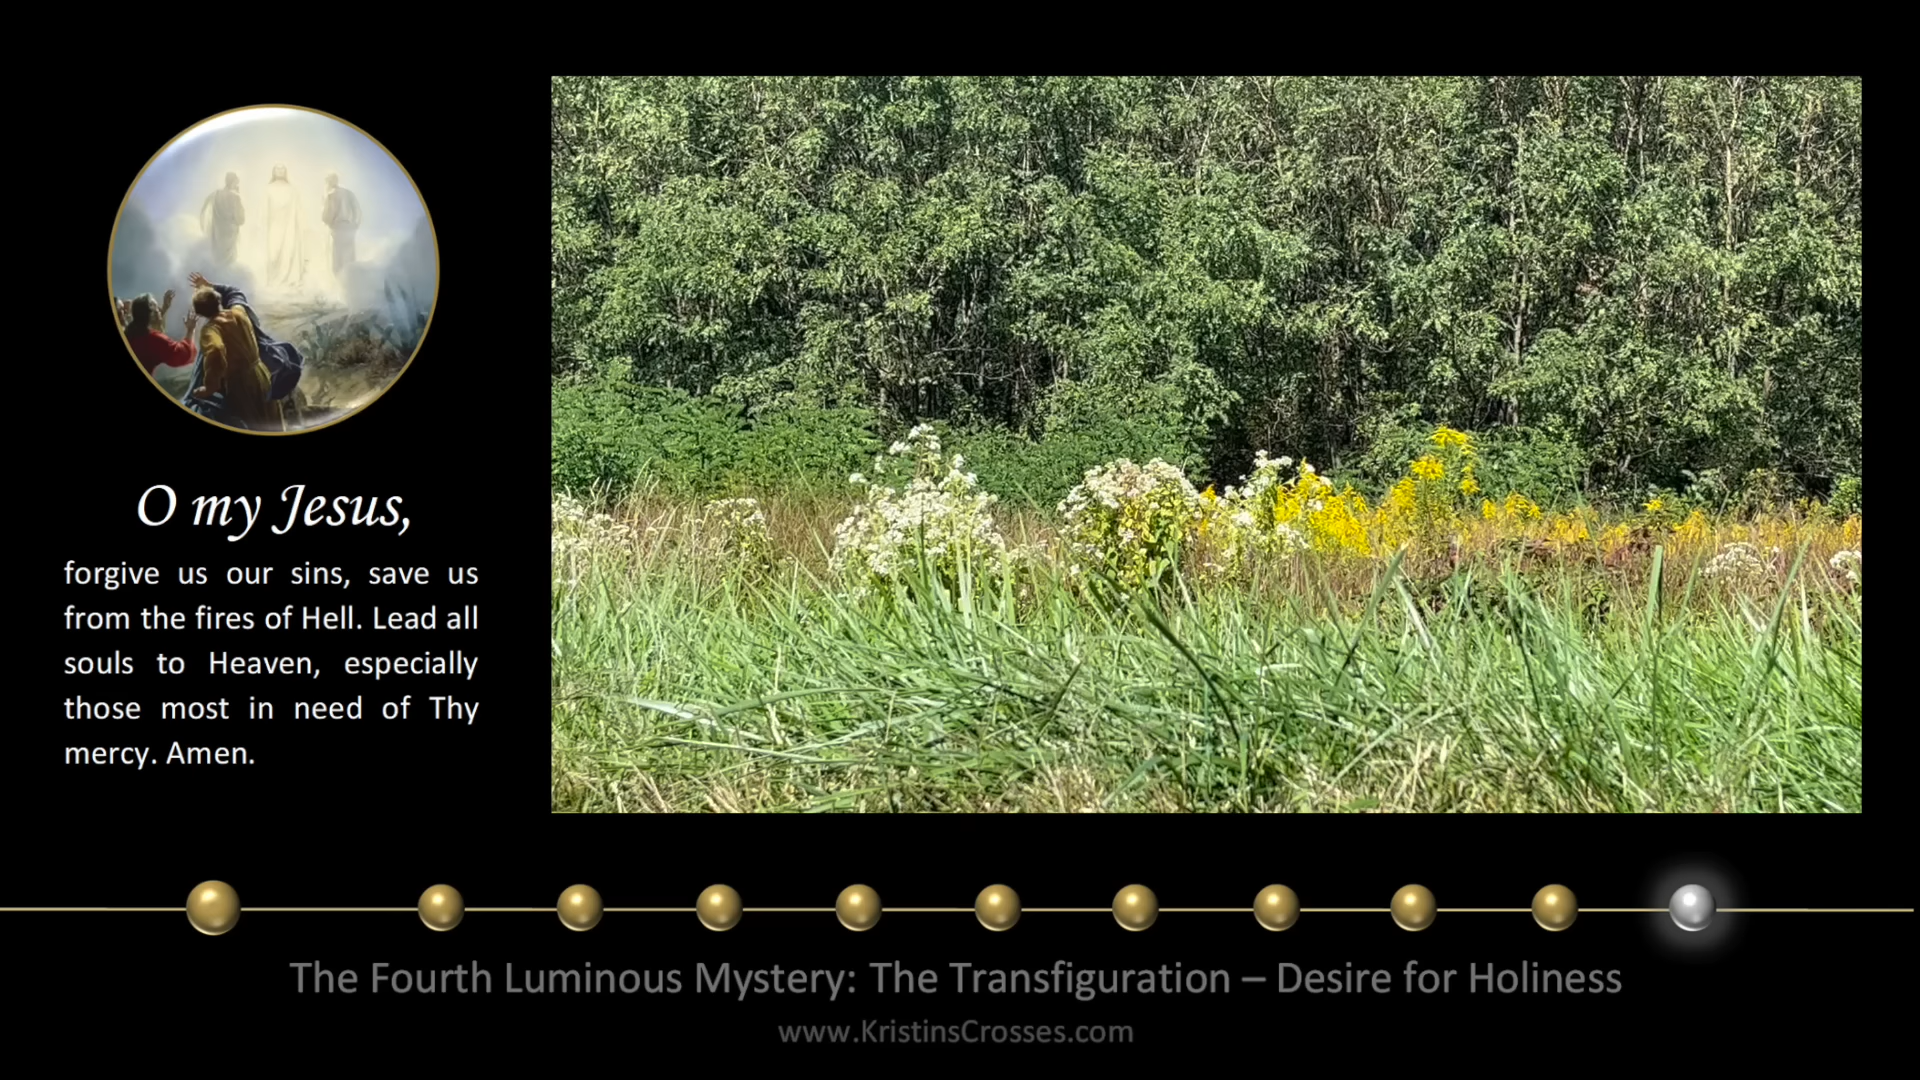 O my Jesus,
forgive us our sins, save us
from the fires of Hell. Lead all
souls to Heaven, especially
those most in need of Thy
mercy. Amen.
The Fourth Luminous Mystery: The Transfiguration – Desire for Holiness
www.KristinsCrosses.com